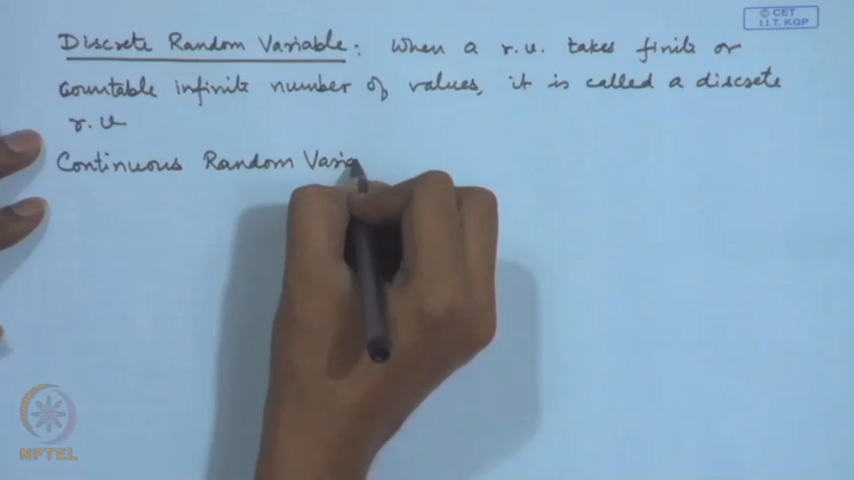 © CET
I.I.T. KGP
Discrete Random Variable : When a r.v. takes finite or
countable infinite number of values, it is called a discrete
r.v
Continuous Random Varia
NPTEL